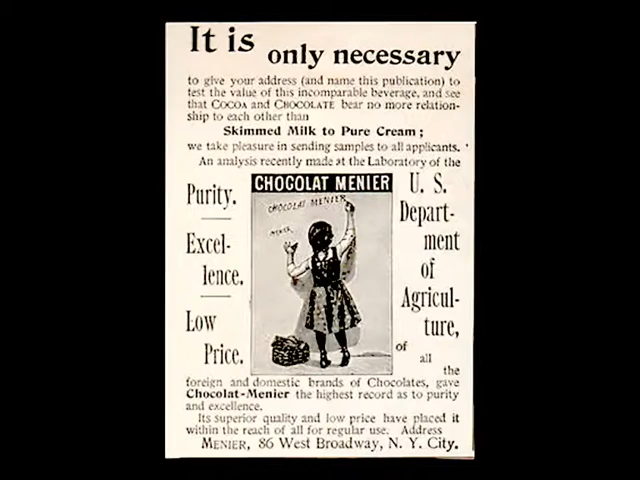 It is only necessary
to give your address (and name this publication) to
test the value of this incomparable beverage, and see
that COCOA and CHOCOLATE bear no more relation-
ship to each other than
Skimmed Milk to Pure Cream;
we take pleasure in sending samples to all applicants.
An analysis recently made at the Laboratory of the
Purity.
Excel-
lence.
Low
Price.
CHOCOLAT MENIER
CHOCOLAT MENIER
U. S.
Depart-
ment
of
Agricul-
ture,
of
all
the
foreign and domestic brands of Chocolates, gave
Chocolat-Menier the highest record as to purity
and excellence.
Its superior quality and low price have placed it
within the reach of all for regular use. Address
MENIER, 86 West Broadway, N. Y. City.